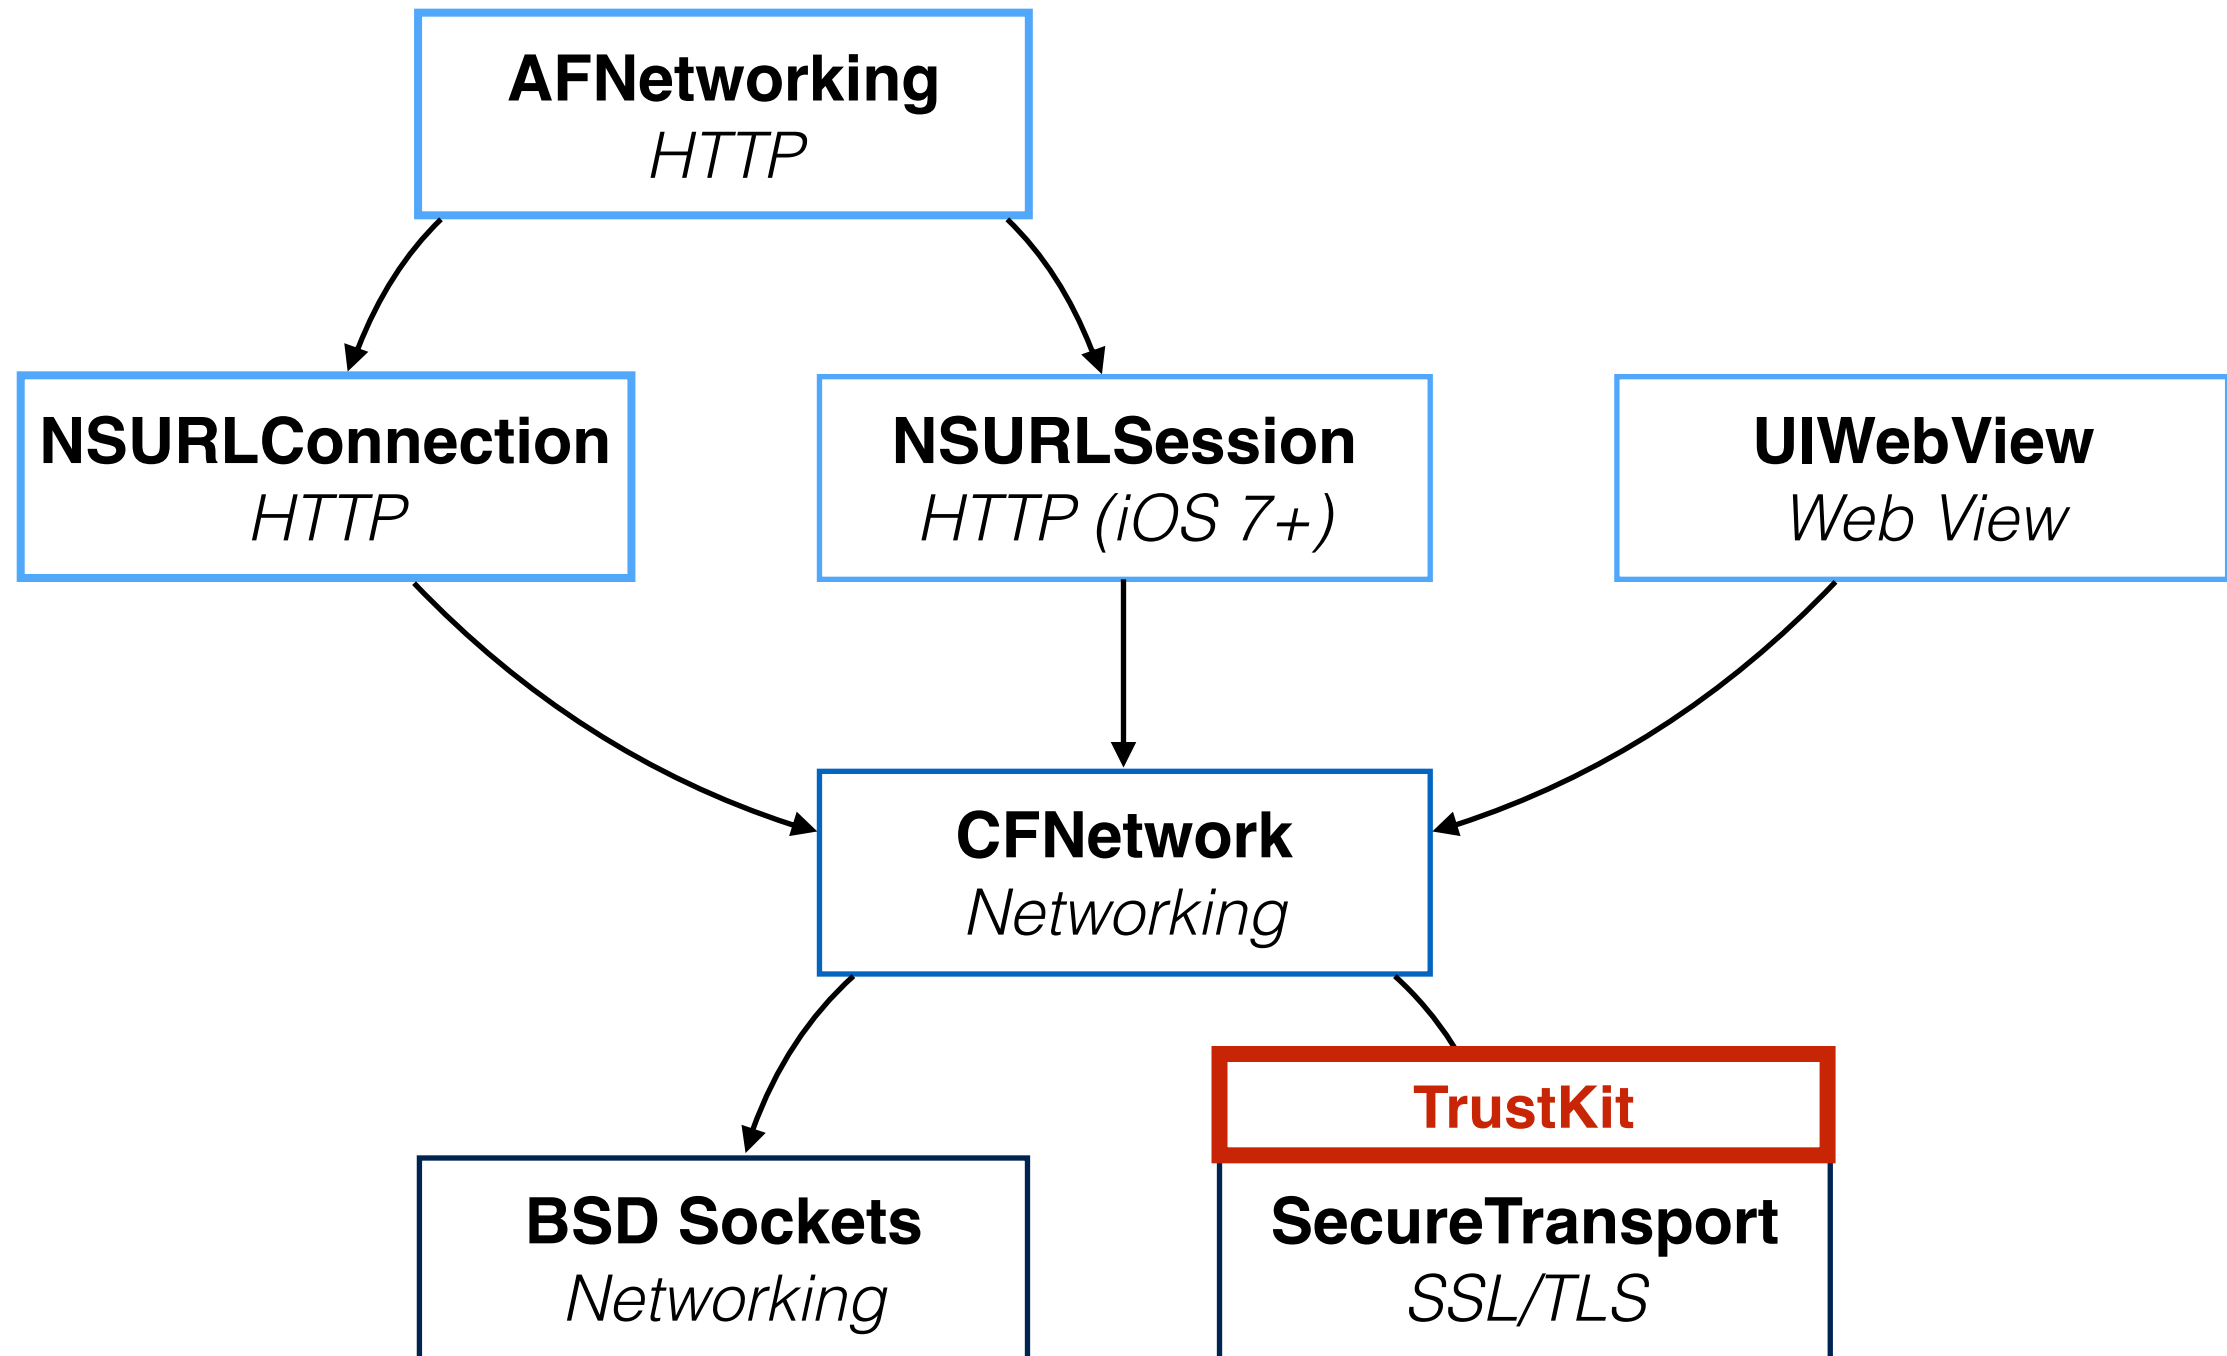 AFNetworking
HTTP
NSURLConnection
HTTP
NSURLSession
HTTP (iOS 7+)
UIWebView
Web View
CFNetwork
Networking
TrustKit
BSD Sockets
Networking
SecureTransport
SSL/TLS